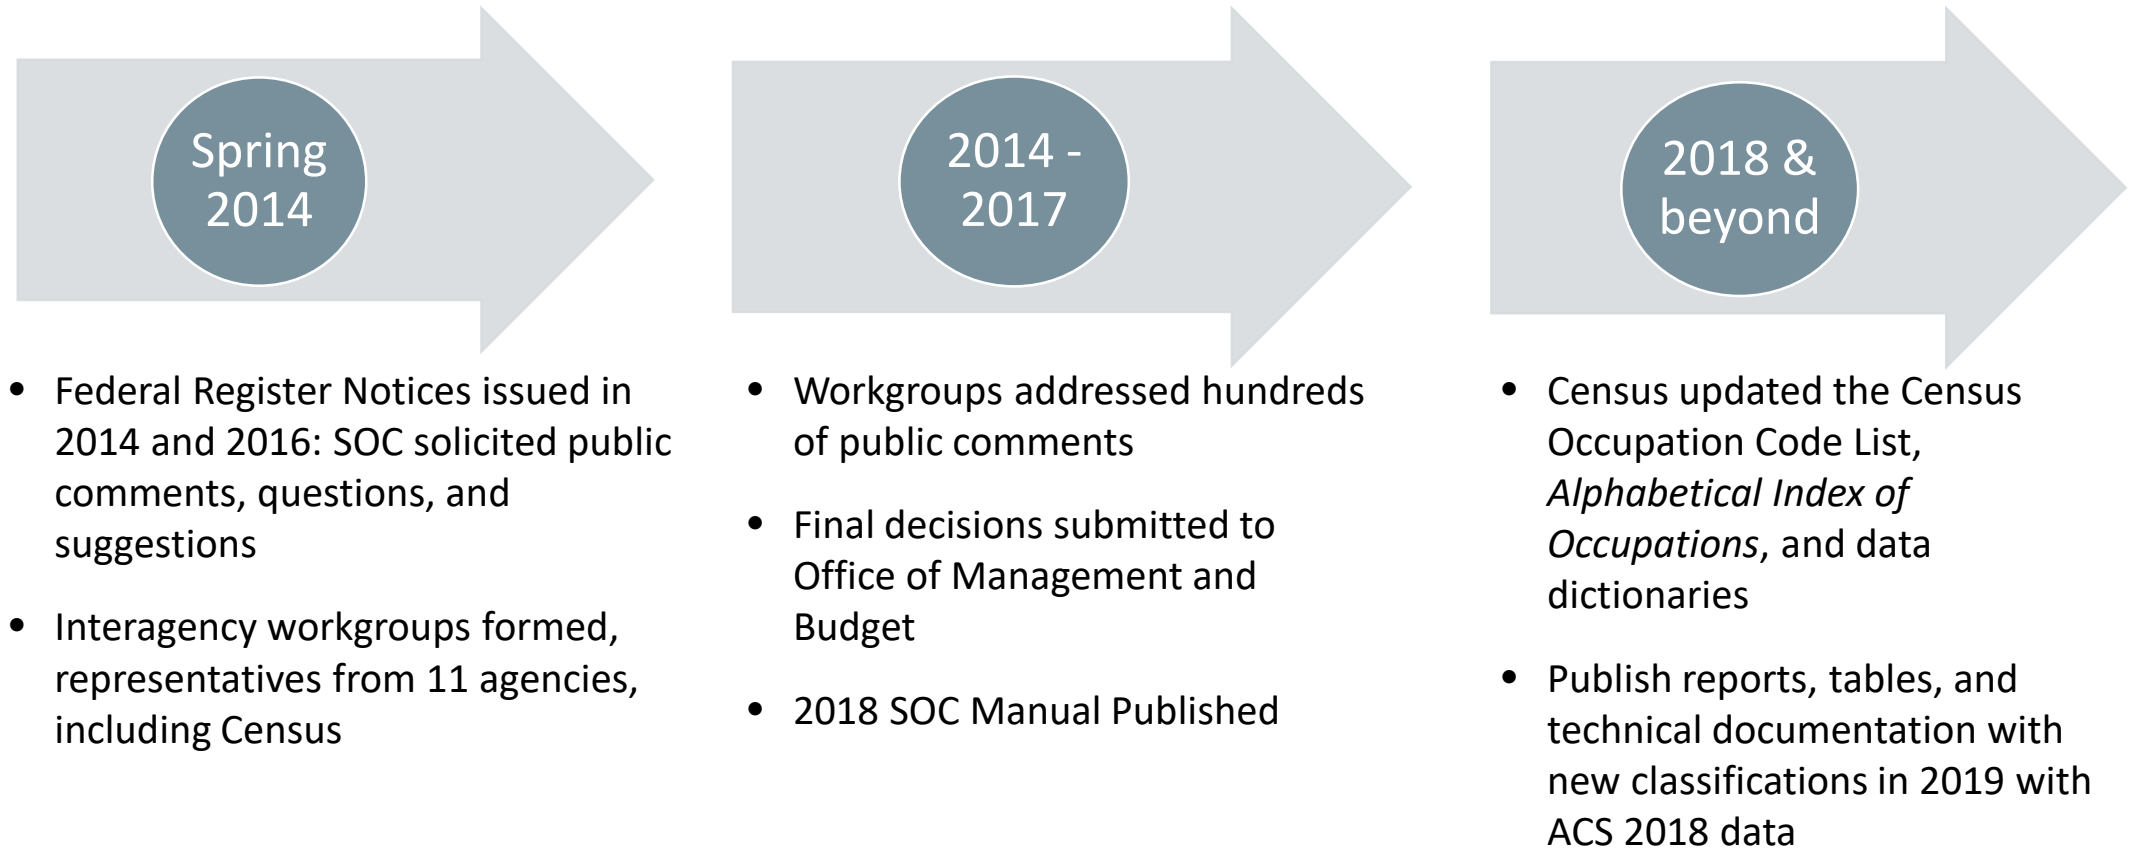 Spring
2014
• Federal Register Notices issued in
2014 and 2016: SOC solicited public
comments, questions, and
suggestions
• Interagency workgroups formed,
representatives from 11 agencies,
including Census
2014 -
2017
• Workgroups addressed hundreds
of public comments
• Final decisions submitted to
Office of Management and
Budget
• 2018 SOC Manual Published
2018 &
beyond
• Census updated the Census
Occupation Code List,
Alphabetical Index of
Occupations, and data
dictionaries
• Publish reports, tables, and
technical documentation with
new classifications in 2019 with
ACS 2018 data